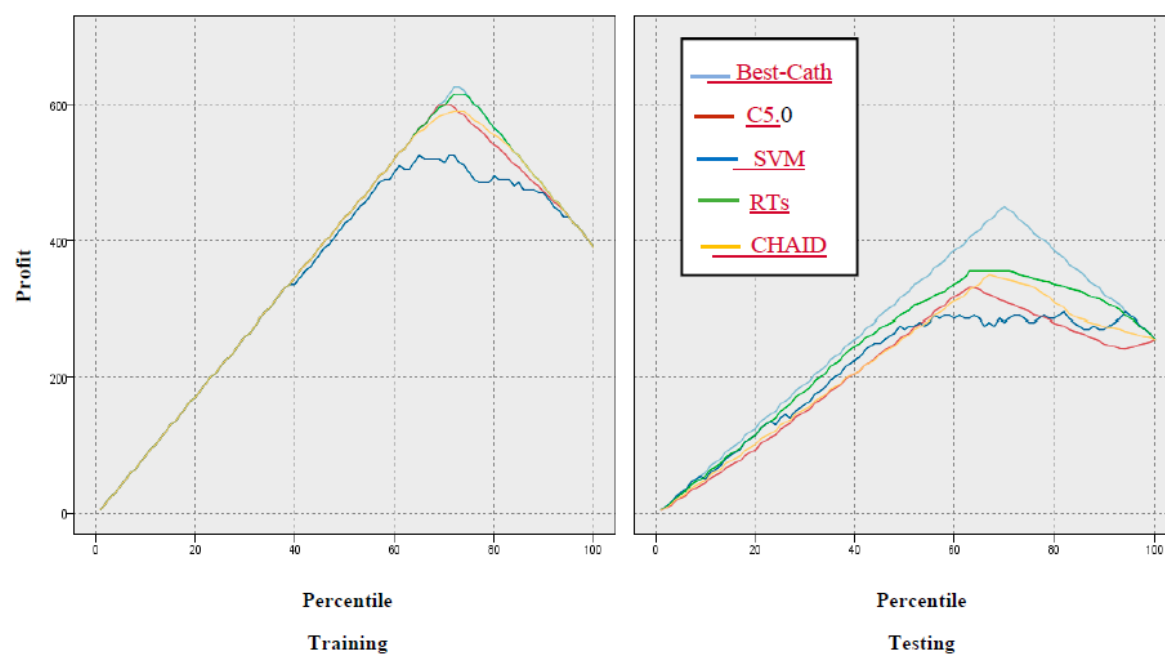 Profit
600
400
200
0
0 20 40 60 80 100
Percentile
Training
Best-Cath
C5.0
SVM
RTs
CHAID
0 20 40 60 80 100
Percentile
Testing